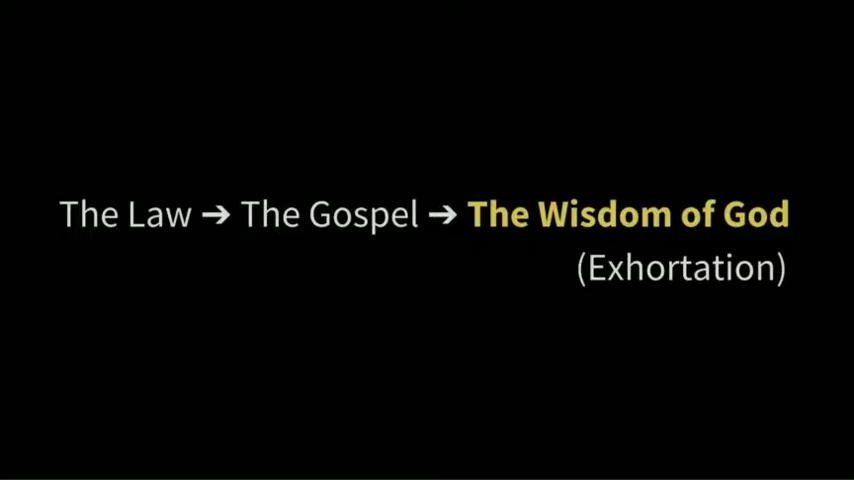 The Law ➔ The Gospel ➔ The Wisdom of God
(Exhortation)